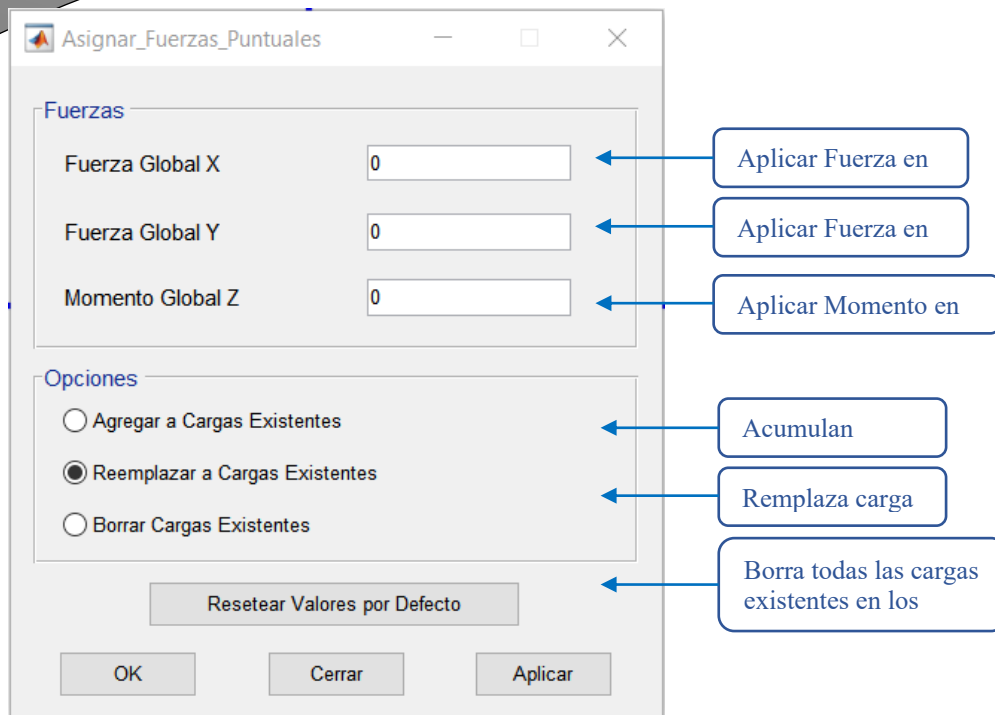 Asignar_Fuerzas_Puntuales
Fuerzas
Fuerza Global X
0
Aplicar Fuerza en
Fuerza Global Y
0
Aplicar Fuerza en
Momento Global Z
0
Aplicar Momento en
Opciones
Agregar a Cargas Existentes
Acumulan
Reemplazar a Cargas Existentes
Remplaza carga
Borrar Cargas Existentes
Borra todas las cargas
existentes en los
Resetear Valores por Defecto
OK
Cerrar
Aplicar